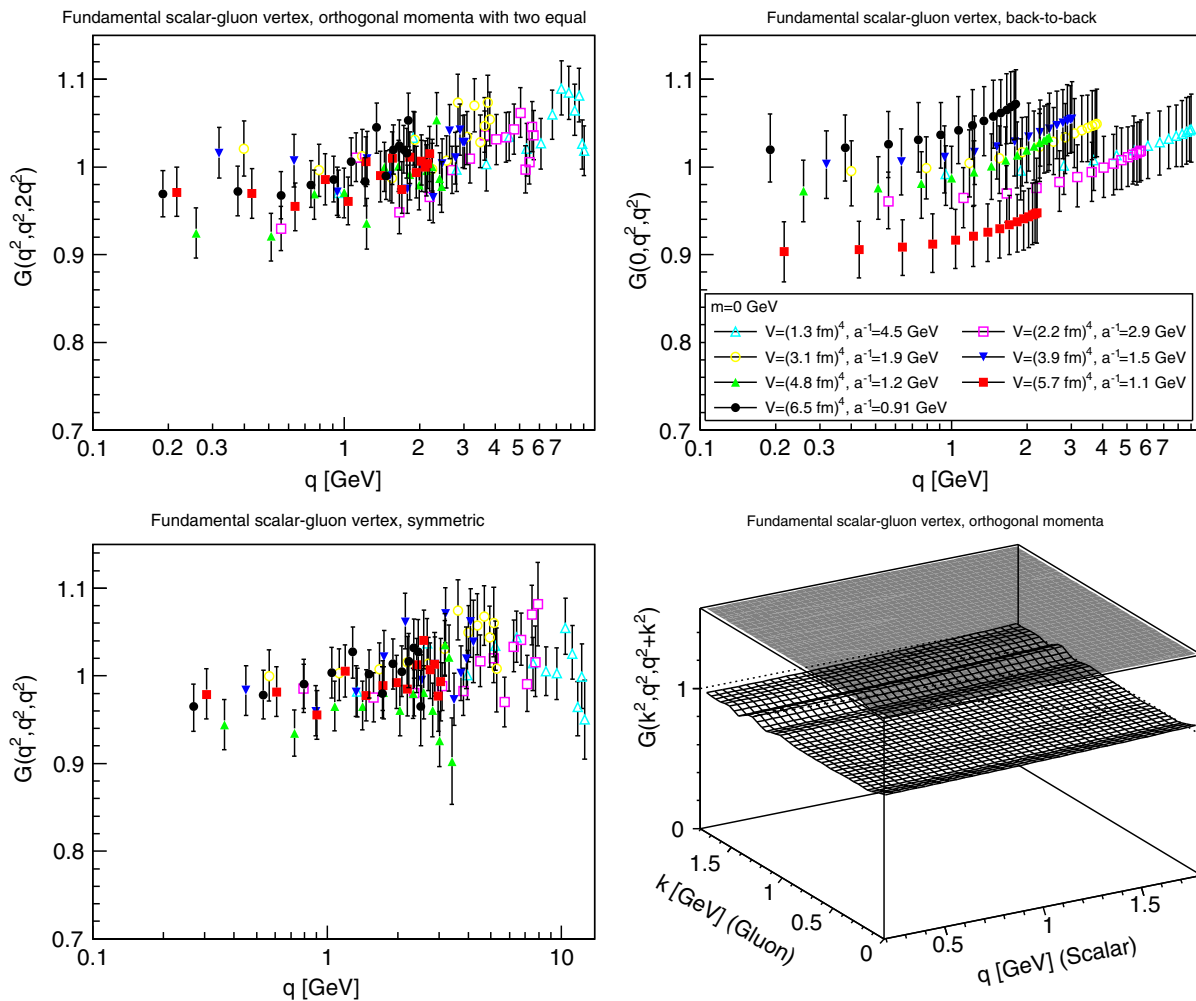 Fundamental scalar-gluon vertex, orthogonal momenta with two equal
G(q²,q²,2q²)
1.1
1
0.9
0.8
0.7
0.1
0.2
0.3
1
2
3
4
5
6
7
q [GeV]
Fundamental scalar-gluon vertex, back-to-back
G(0,q²,q²)
1.1
1
0.9
0.8
0.7
m=0 GeV
V=(1.3 fm)⁴, a⁻¹=4.5 GeV
V=(2.2 fm)⁴, a⁻¹=2.9 GeV
V=(3.1 fm)⁴, a⁻¹=1.9 GeV
V=(3.9 fm)⁴, a⁻¹=1.5 GeV
V=(4.8 fm)⁴, a⁻¹=1.2 GeV
V=(5.7 fm)⁴, a⁻¹=1.1 GeV
V=(6.5 fm)⁴, a⁻¹=0.91 GeV
0.1
0.2
0.3
1
2
3
4
5
6
7
q [GeV]
Fundamental scalar-gluon vertex, symmetric
G(q²,q²,q²)
1.1
1
0.9
0.8
0.7
0.1
1
10
q [GeV]
Fundamental scalar-gluon vertex, orthogonal momenta
G(k²,q²,q²+k²)
1
0
1.5
1
0.5
0
k [GeV] (Gluon)
0.5
1
1.5
q [GeV] (Scalar)